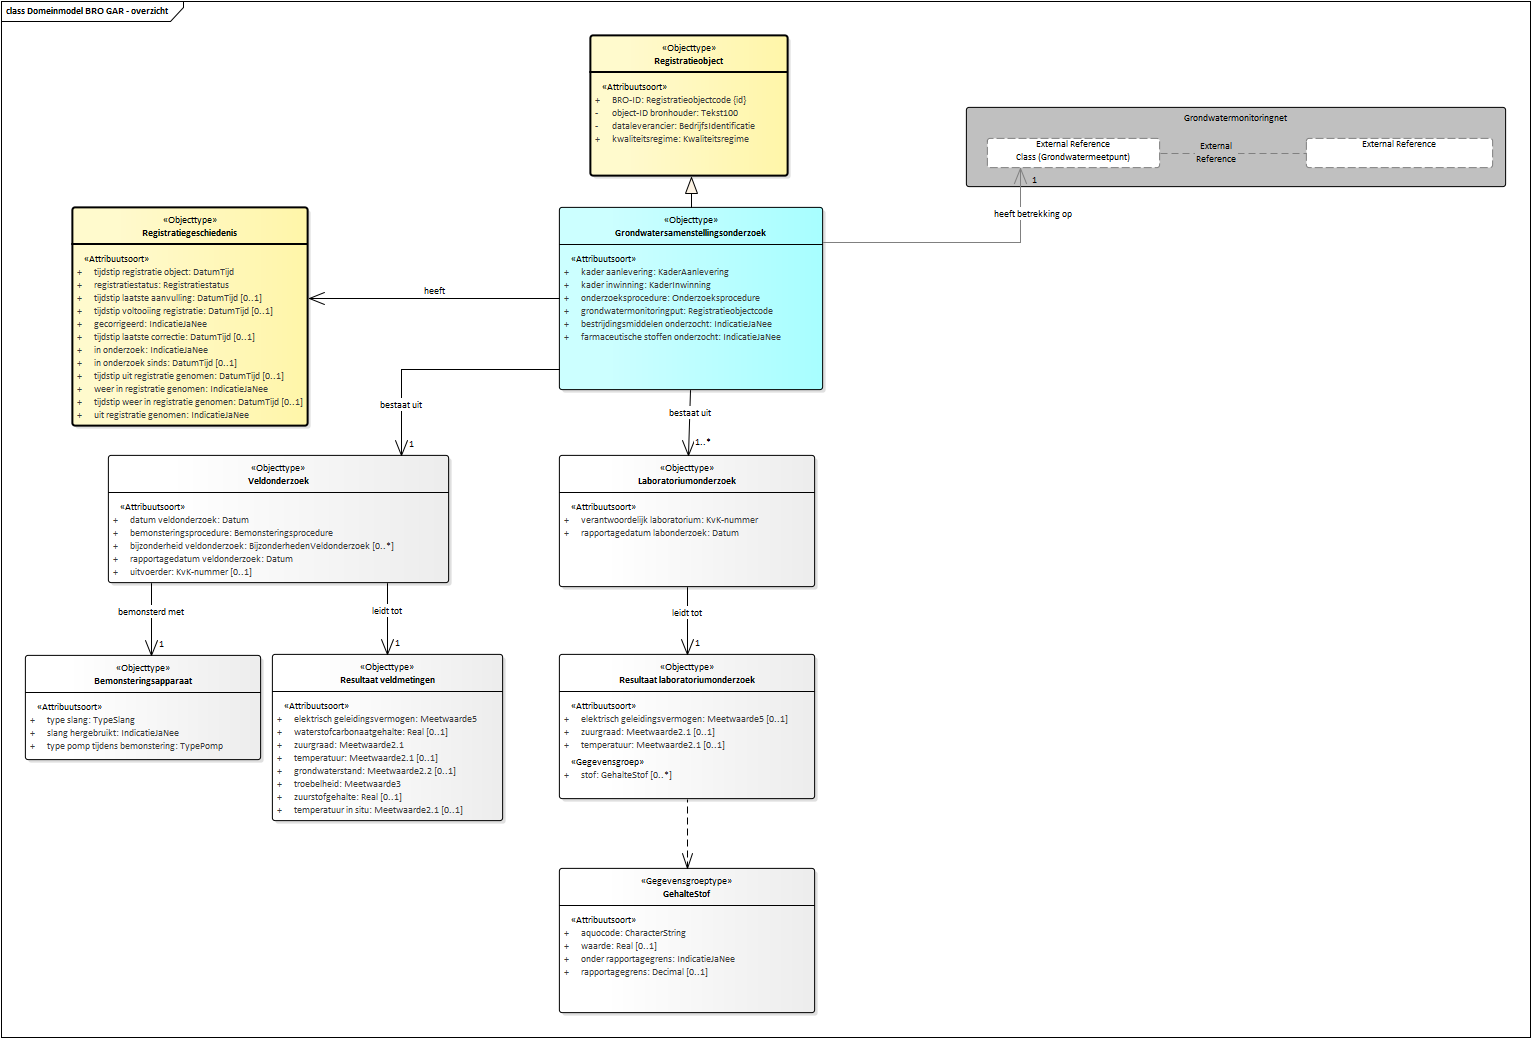 class Domeinmodel BRO GAR - overzicht
«Objecttype»
Registratieobject
«Attribuutsoort»
+ BRO-ID: Registratieobjectcode {id}
- object-ID bronhouder: Tekst100
- dataleverancier: BedrijfsIdentificatie
+ kwaliteitsregime: Kwaliteitsregime
Grondwatermonitoringnet
External Reference
Class (Grondwatermeetpunt)
External
Reference
External Reference
1
heeft betrekking op
«Objecttype»
Registratiegeschiedenis
«Attribuutsoort»
+ tijdstip registratie object: DatumTijd
+ registratiestatus: Registratiestatus
+ tijdstip laatste aanvulling: DatumTijd [0..1]
+ tijdstip voltooiing registratie: DatumTijd [0..1]
+ gecorrigeerd: IndicatieJaNee
+ tijdstip laatste correctie: DatumTijd [0..1]
+ in onderzoek: IndicatieJaNee
+ in onderzoek sinds: DatumTijd [0..1]
+ tijdstip uit registratie genomen: DatumTijd [0..1]
+ weer in registratie genomen: IndicatieJaNee
+ tijdstip weer in registratie genomen: DatumTijd [0..1]
+ uit registratie genomen: IndicatieJaNee
heeft
«Objecttype»
Grondwatersamenstellingsonderzoek
«Attribuutsoort»
+ kader aanlevering: KaderAanlevering
+ kader inwinning: KaderInwinning
+ onderzoeksprocedure: Onderzoeksprocedure
+ grondwatermonitoringput: Registratieobjectcode
+ bestrijdingsmiddelen onderzocht: IndicatieJaNee
+ farmaceutische stoffen onderzocht: IndicatieJaNee
bestaat uit
1
bestaat uit
1..*
«Objecttype»
Veldonderzoek
«Attribuutsoort»
+ datum veldonderzoek: Datum
+ bemonsteringsprocedure: Bemonsteringsprocedure
+ bijzonderheid veldonderzoek: BijzonderhedenVeldonderzoek [0..*]
+ rapportagedatum veldonderzoek: Datum
+ uitvoerder: KvK-nummer [0..1]
«Objecttype»
Laboratoriumonderzoek
«Attribuutsoort»
+ verantwoordelijk laboratorium: KvK-nummer
+ rapportagedatum labonderzoek: Datum
bemonsterd met
1
leidt tot
1
leidt tot
1
«Objecttype»
Bemonsteringsapparaat
«Attribuutsoort»
+ type slang: TypeSlang
+ slang hergebruikt: IndicatieJaNee
+ type pomp tijdens bemonstering: TypePomp
«Objecttype»
Resultaat veldmetingen
«Attribuutsoort»
+ elektrisch geleidingsvermogen: Meetwaarde5
+ waterstofcarbonaatgehalte: Real [0..1]
+ zuurgraad: Meetwaarde2.1
+ temperatuur: Meetwaarde2.1 [0..1]
+ grondwaterstand: Meetwaarde2.2 [0..1]
+ troebelheid: Meetwaarde3
+ zuurstofgehalte: Real [0..1]
+ temperatuur in situ: Meetwaarde2.1 [0..1]
«Objecttype»
Resultaat laboratoriumonderzoek
«Attribuutsoort»
+ elektrisch geleidingsvermogen: Meetwaarde5 [0..1]
+ zuurgraad: Meetwaarde2.1 [0..1]
+ temperatuur: Meetwaarde2.1 [0..1]
«Gegevensgroep»
+ stof: GehalteStof [0..*]
«Gegevensgroeptype»
GehalteStof
«Attribuutsoort»
+ aquocode: CharacterString
+ waarde: Real [0..1]
+ onder rapportagegrens: IndicatieJaNee
+ rapportagegrens: Decimal [0..1]